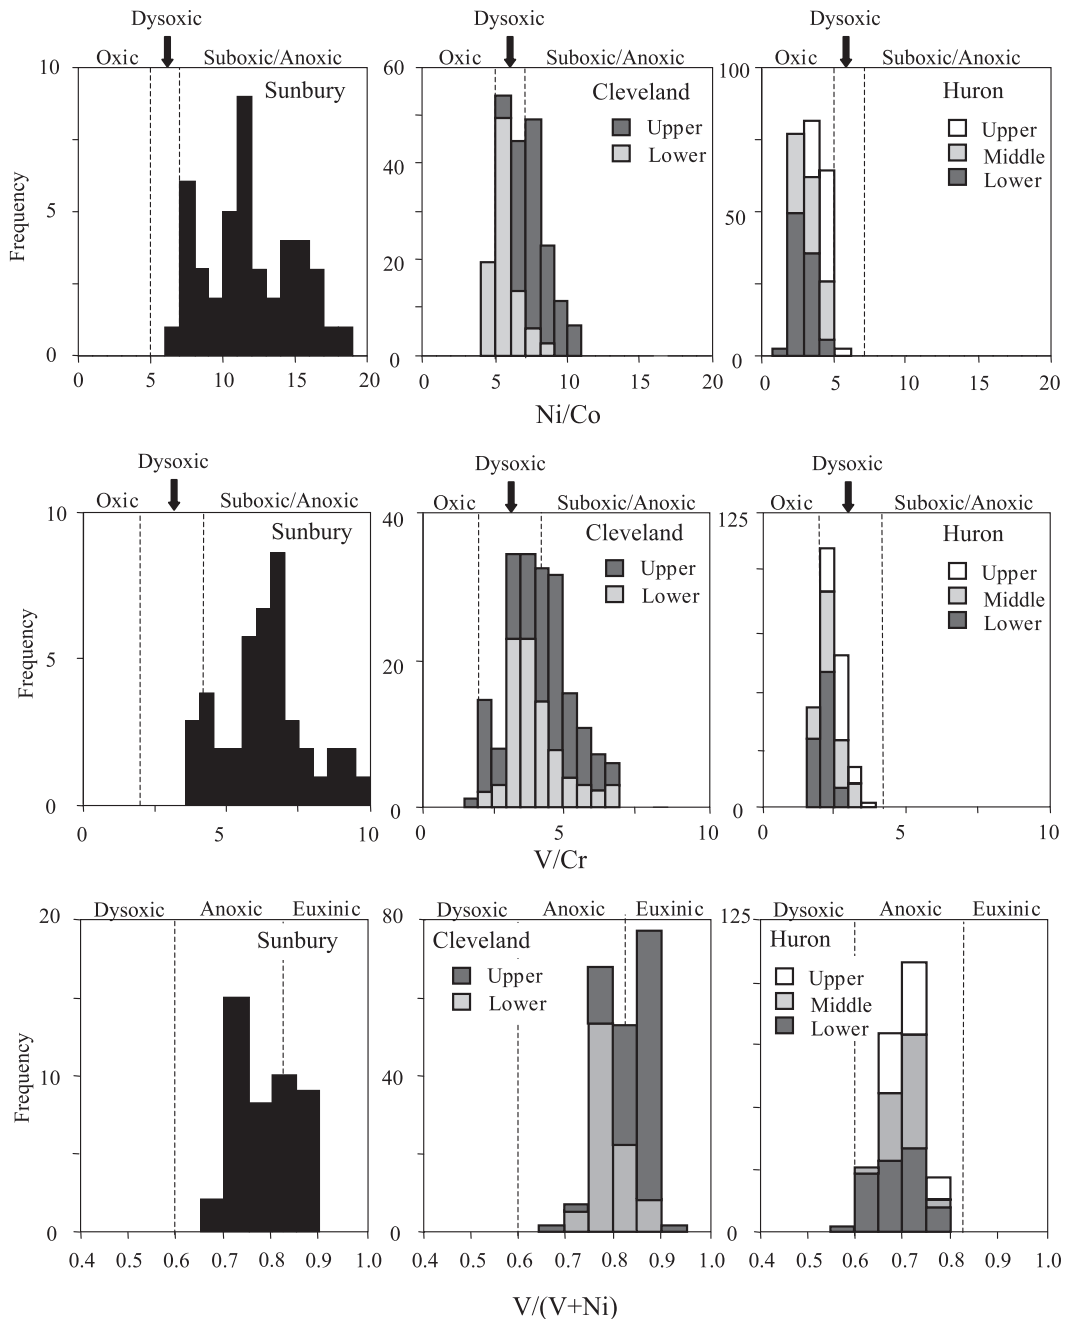 Dysoxic
Dysoxic
Dysoxic
Oxic
Suboxic/Anoxic
Oxic
Suboxic/Anoxic
Oxic
Suboxic/Anoxic
10
5
0
Frequency
Sunbury
0
5
10
15
20
60
40
20
0
Cleveland
Upper
Lower
0
5
10
15
20
100
50
0
Huron
Upper
Middle
Lower
0
5
10
15
20
Ni/Co
Dysoxic
Dysoxic
Dysoxic
Oxic
Suboxic/Anoxic
Oxic
Suboxic/Anoxic
Oxic
Suboxic/Anoxic
10
5
0
Frequency
Sunbury
0
5
10
40
20
0
Cleveland
Upper
Lower
0
5
10
125
0
Huron
Upper
Middle
Lower
0
5
10
V/Cr
Dysoxic
Anoxic
Euxinic
Dysoxic
Anoxic
Euxinic
Dysoxic
Anoxic
Euxinic
20
10
0
Frequency
Sunbury
0.4
0.5
0.6
0.7
0.8
0.9
1.0
80
40
0
Cleveland
Upper
Lower
0.4
0.5
0.6
0.7
0.8
0.9
1.0
125
0
Huron
Upper
Middle
Lower
0.4
0.5
0.6
0.7
0.8
0.9
1.0
V/(V+Ni)